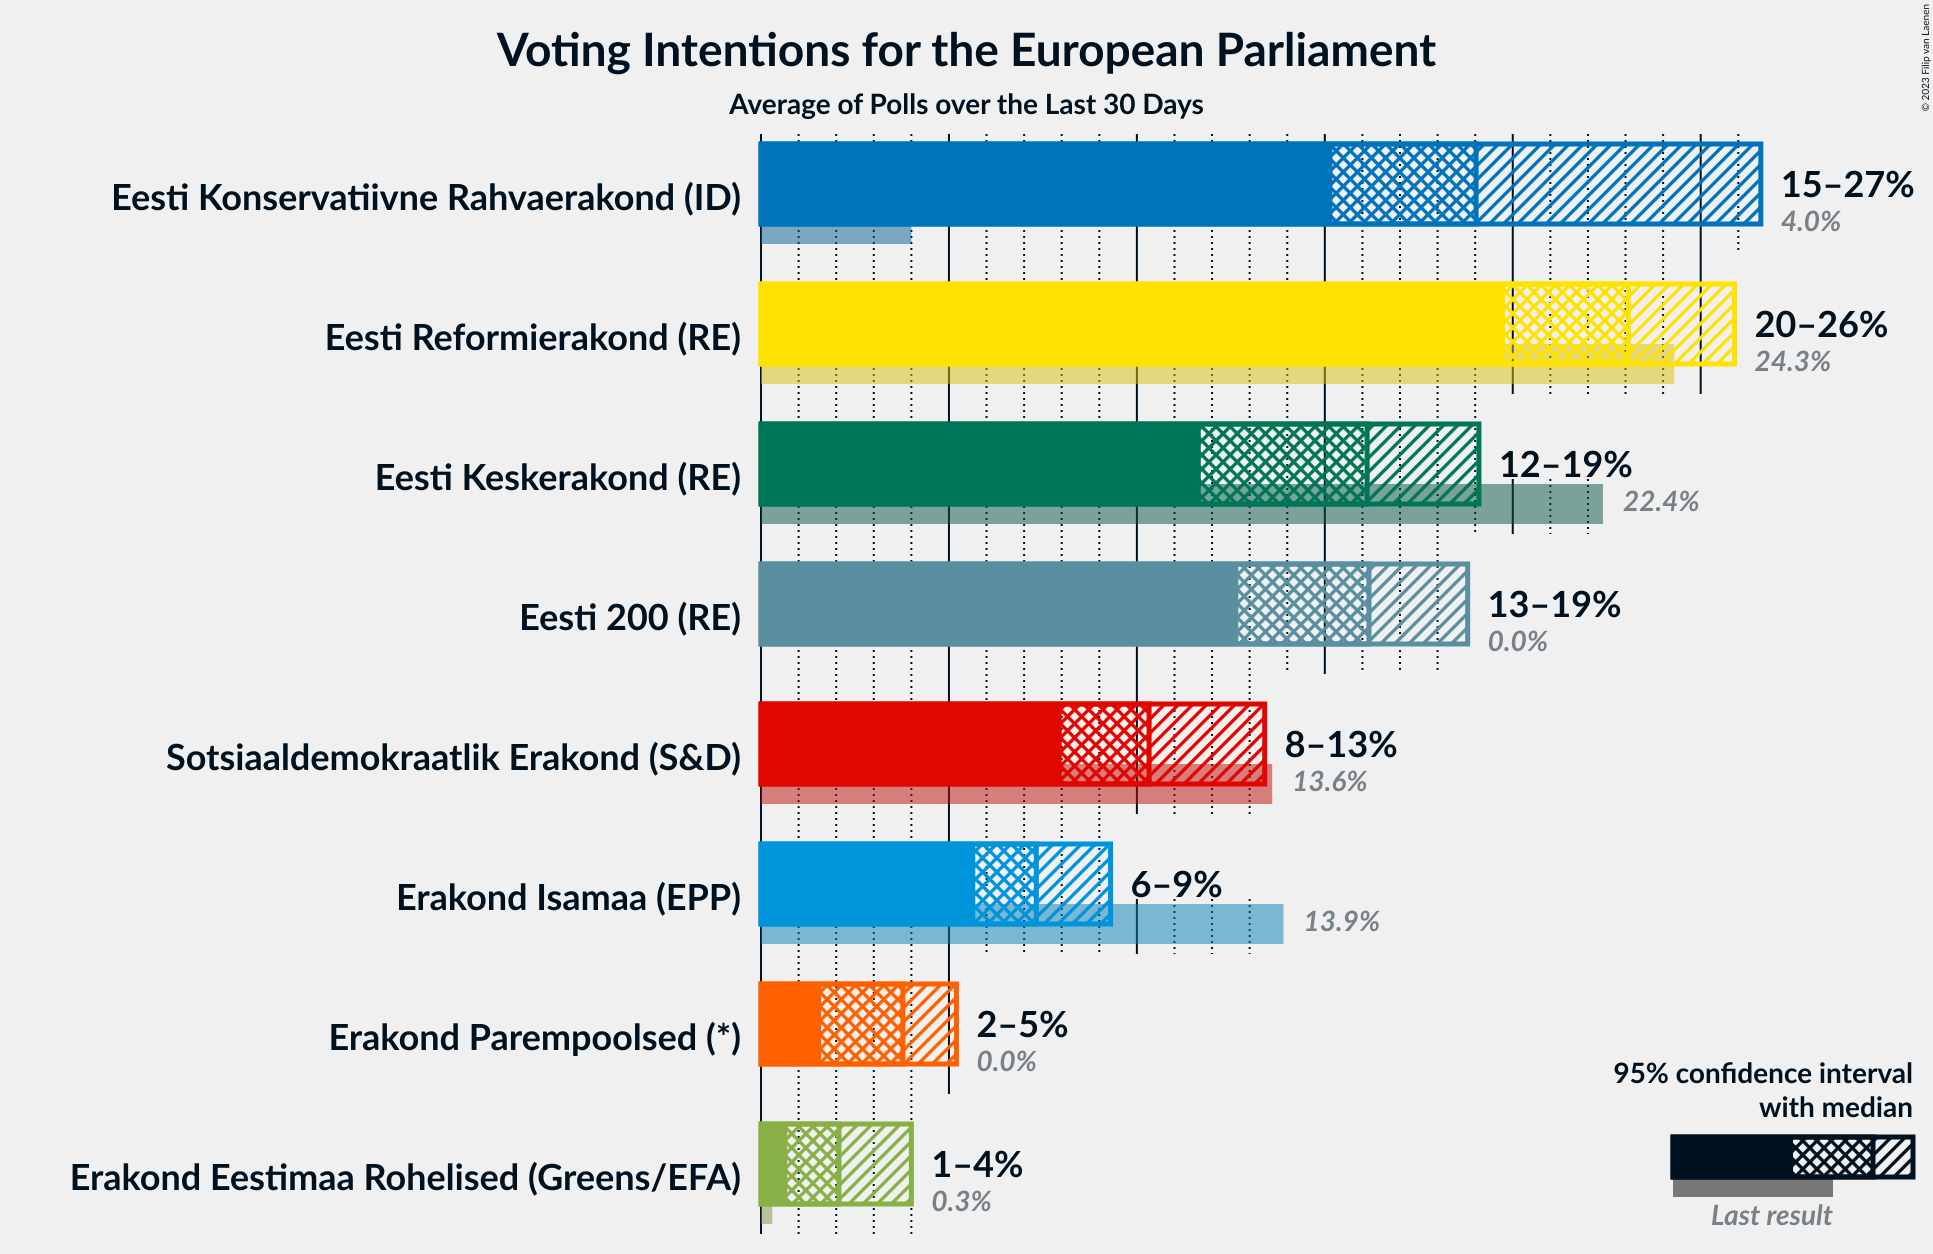 Voting Intentions for the European Parliament
Average of Polls over the Last 30 Days
© 2023 Filip van Laenen
Eesti Konservatiivne Rahvaerakond (ID)
15–27%
4.0%
Eesti Reformierakond (RE)
20–26%
24.3%
Eesti Keskerakond (RE)
12–19%
22.4%
Eesti 200 (RE)
13–19%
0.0%
Sotsiaaldemokraatlik Erakond (S&D)
8–13%
13.6%
Erakond Isamaa (EPP)
6–9%
13.9%
Erakond Parempoolsed (*)
2–5%
0.0%
Erakond Eestimaa Rohelised (Greens/EFA)
1–4%
0.3%
95% confidence interval
with median
Last result